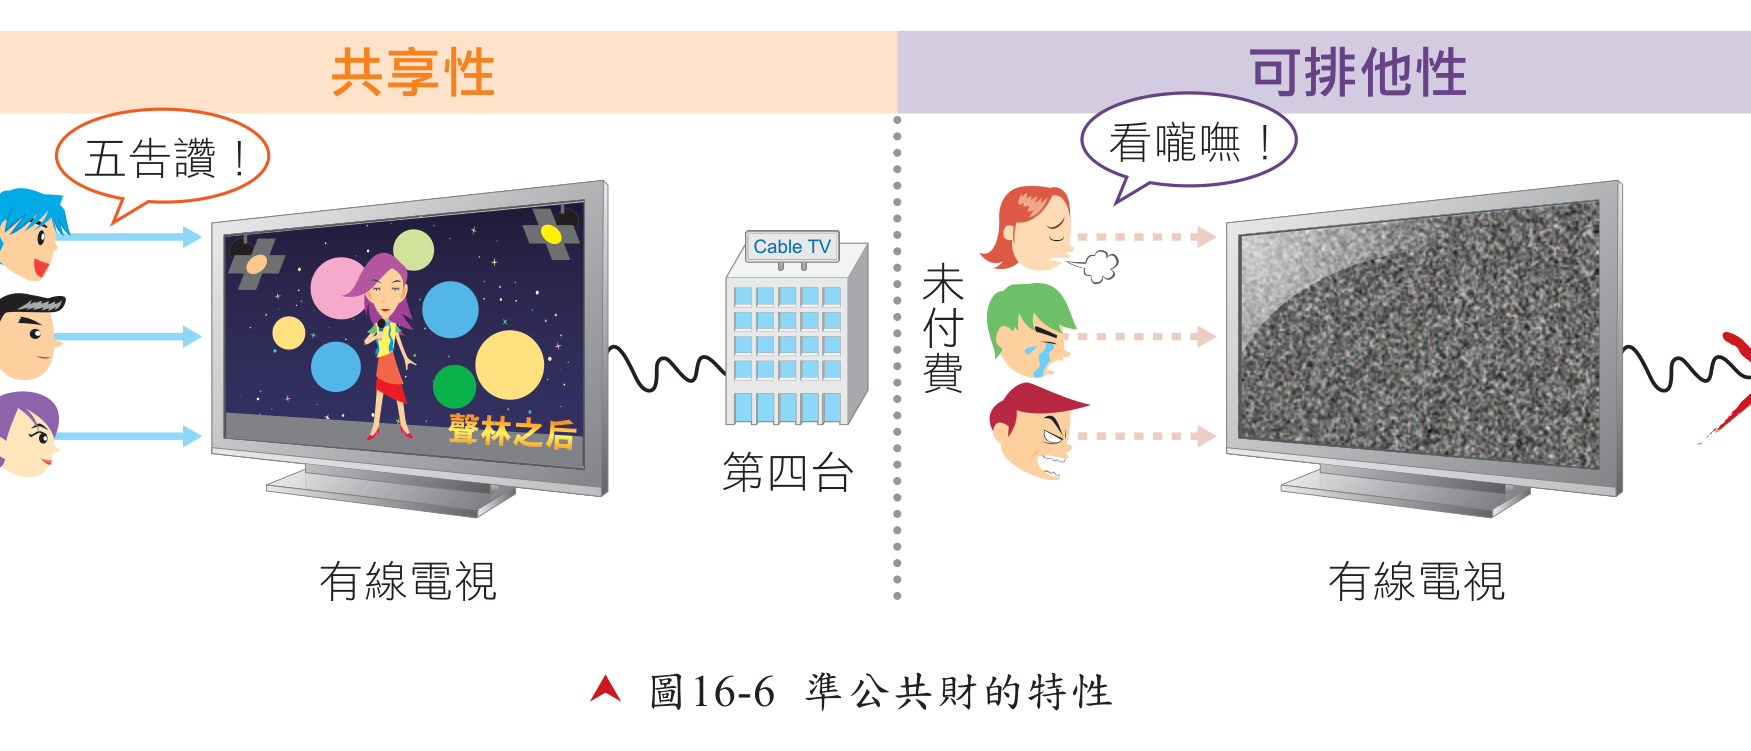 共享性
五告讚！
Cable TV
聲林之后
第四台
有線電視
可排他性
看嚨嘸！
未付費
有線電視
圖16-6 準公共財的特性